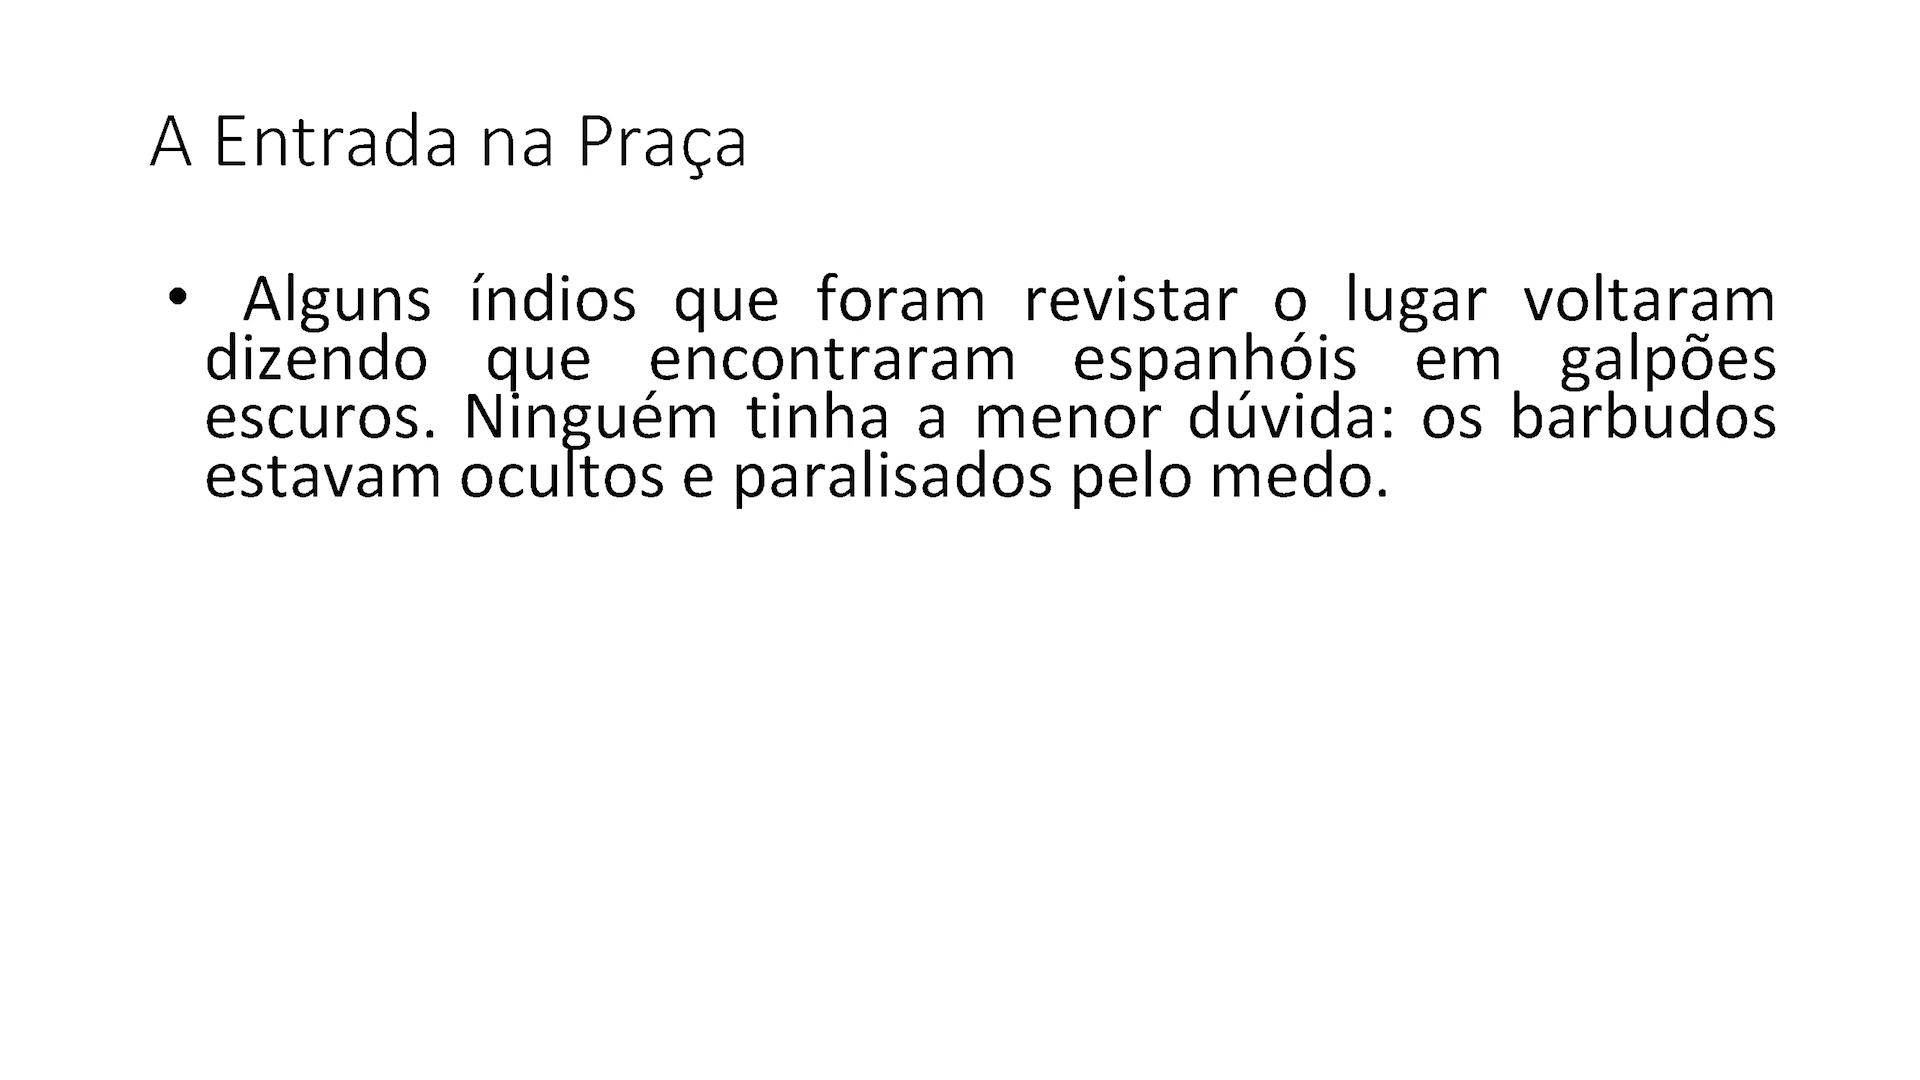 A Entrada na Praça
• Alguns índios que foram revistar o lugar voltaram
dizendo que encontraram espanhóis em galpões
escuros. Ninguém tinha a menor dúvida: os barbudos
estavam ocultos e paralisados pelo medo.